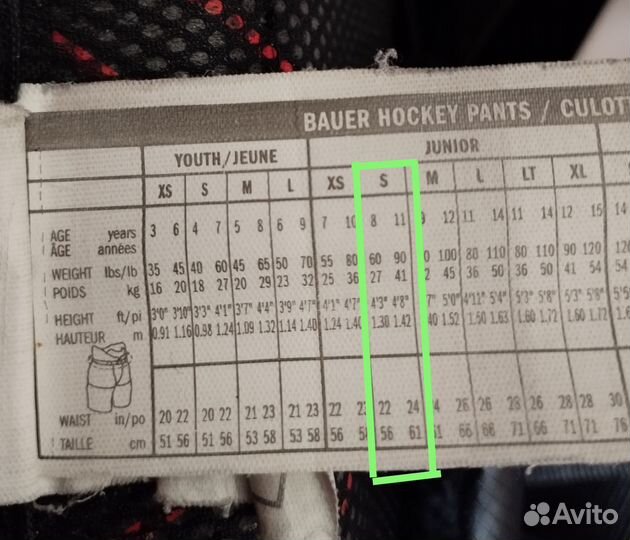 BAUER HOCKEY PANTS / CULOTT
YOUTH/JEUNE JUNIOR
XS S M L XS S M L LT XL
AGE years 3 6 4 7 5 8 6 9 7 10 8 11 9 12 11 14 11 14 12 15 14
ÂGE années
WEIGHT lbs/lb 35 45 40 60 45 65 50 70 55 80 60 90 0 100 80 110 80 110 90 120 120
POIDS kg 16 20 18 27 20 29 23 32 25 36 27 41 2 45 36 50 36 50 41 54 54
HEIGHT ft/pi 3'0" 3'10" 3'3" 4'1" 3'7" 4'4" 3'9" 4'7" 4'1" 4'7" 4'3" 4'8" 7" 5'0" 4'11" 5'4" 5'3" 5'8" 5'3" 5'8" 5'5"
HAUTEUR m 0.91 1.16 0.98 1.24 1.09 1.32 1.14 1.40 1.24 1.40 1.30 1.42 .40 1.52 1.50 1.63 1.60 1.72 1.60 1.72 1.6
WAIST in/po 20 22 20 22 21 23 21 23 22 23 22 24 24 26 26 28 26 28 28 30
TAILLE cm 51 56 51 56 53 58 53 58 56 5 56 61 61 66 66 71 66 71 71 76
Avito